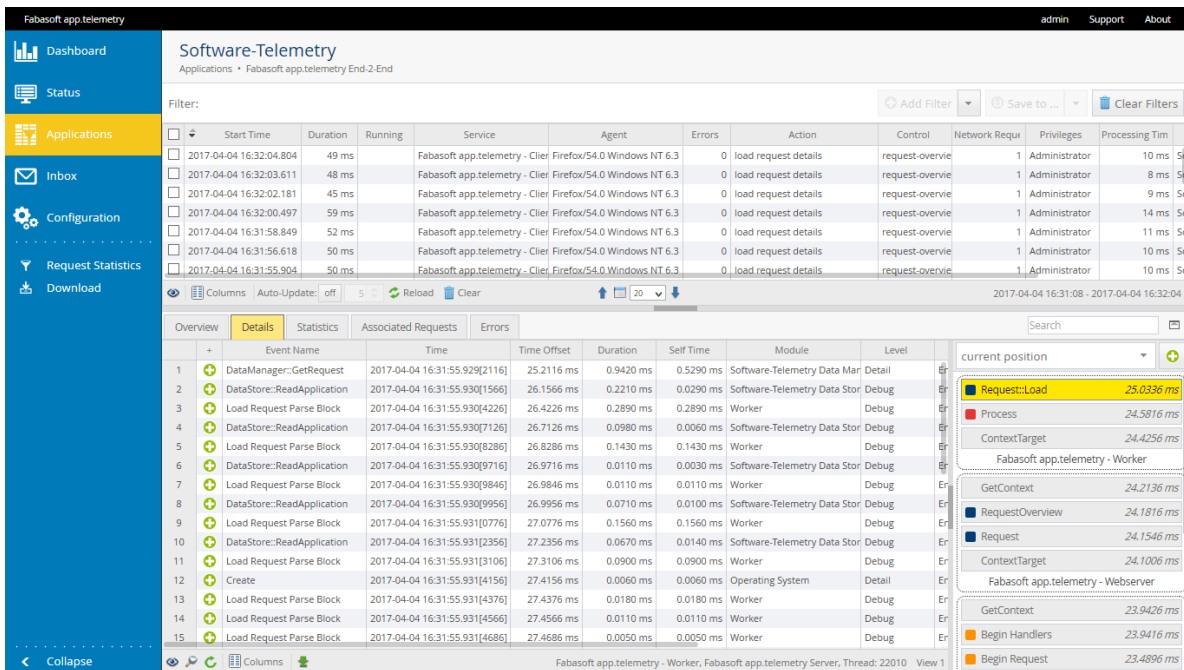 Fabasoft app.telemetry admin Support About
Dashboard
Status
Applications
Inbox
Configuration
Request Statistics
Download
Collapse
Software-Telemetry
Applications • Fabasoft app.telemetry End-2-End
Filter: Add Filter Save to ... Clear Filters
Start Time Duration Running Service Agent Errors Action Control Network Reque Privileges Processing Tim
2017-04-04 16:32:04.804 49 ms Fabasoft app.telemetry - Clier Firefox/54.0 Windows NT 6.3 0 load request details request-overvie 1 Administrator 10 ms
2017-04-04 16:32:03.611 48 ms Fabasoft app.telemetry - Clier Firefox/54.0 Windows NT 6.3 0 load request details request-overvie 1 Administrator 8 ms
2017-04-04 16:32:02.181 45 ms Fabasoft app.telemetry - Clier Firefox/54.0 Windows NT 6.3 0 load request details request-overvie 1 Administrator 9 ms
2017-04-04 16:32:00.497 59 ms Fabasoft app.telemetry - Clier Firefox/54.0 Windows NT 6.3 0 load request details request-overvie 1 Administrator 14 ms
2017-04-04 16:31:58.849 52 ms Fabasoft app.telemetry - Clier Firefox/54.0 Windows NT 6.3 0 load request details request-overvie 1 Administrator 11 ms
2017-04-04 16:31:56.618 50 ms Fabasoft app.telemetry - Clier Firefox/54.0 Windows NT 6.3 0 load request details request-overvie 1 Administrator 10 ms
2017-04-04 16:31:55.904 50 ms Fabasoft app.telemetry - Clier Firefox/54.0 Windows NT 6.3 0 load request details request-overvie 1 Administrator 10 ms
Columns Auto-Update: off 5 Reload Clear 20 2017-04-04 16:31:08 - 2017-04-04 16:32:04
Overview Details Statistics Associated Requests Errors Search
+ Event Name Time Time Offset Duration Self Time Module Level
1 DataManager::GetRequest 2017-04-04 16:31:55.929[2116] 25.2116 ms 0.9420 ms 0.5290 ms Software-Telemetry Data Mar Detail
2 DataStore::ReadApplication 2017-04-04 16:31:55.930[1566] 26.1566 ms 0.2210 ms 0.0290 ms Software-Telemetry Data Stor Debug
3 Load Request Parse Block 2017-04-04 16:31:55.930[4226] 26.4226 ms 0.2890 ms 0.2890 ms Worker Debug
4 DataStore::ReadApplication 2017-04-04 16:31:55.930[7126] 26.7126 ms 0.0980 ms 0.0060 ms Software-Telemetry Data Stor Debug
5 Load Request Parse Block 2017-04-04 16:31:55.930[8286] 26.8286 ms 0.1430 ms 0.1430 ms Worker Debug
6 DataStore::ReadApplication 2017-04-04 16:31:55.930[9716] 26.9716 ms 0.0110 ms 0.0030 ms Software-Telemetry Data Stor Debug
7 Load Request Parse Block 2017-04-04 16:31:55.930[9846] 26.9846 ms 0.0110 ms 0.0110 ms Worker Debug
8 DataStore::ReadApplication 2017-04-04 16:31:55.930[9956] 26.9956 ms 0.0710 ms 0.0100 ms Software-Telemetry Data Stor Debug
9 Load Request Parse Block 2017-04-04 16:31:55.931[0776] 27.0776 ms 0.1560 ms 0.1560 ms Worker Debug
10 DataStore::ReadApplication 2017-04-04 16:31:55.931[2356] 27.2356 ms 0.0670 ms 0.0140 ms Software-Telemetry Data Stor Debug
11 Load Request Parse Block 2017-04-04 16:31:55.931[3106] 27.3106 ms 0.0900 ms 0.0900 ms Worker Debug
12 Create 2017-04-04 16:31:55.931[4156] 27.4156 ms 0.0060 ms 0.0060 ms Operating System Detail
13 Load Request Parse Block 2017-04-04 16:31:55.931[4376] 27.4376 ms 0.0180 ms 0.0180 ms Worker Debug
14 Load Request Parse Block 2017-04-04 16:31:55.931[4566] 27.4566 ms 0.0110 ms 0.0110 ms Worker Debug
15 Load Request Parse Block 2017-04-04 16:31:55.931[4686] 27.4686 ms 0.0050 ms 0.0050 ms Worker Debug
Columns Fabasoft app.telemetry - Worker, Fabasoft app.telemetry Server, Thread: 22010 View 1
current position
Request::Load 25.0336 ms
Process 24.5816 ms
ContextTarget 24.4256 ms
Fabasoft app.telemetry - Worker
GetContext 24.2136 ms
RequestOverview 24.1816 ms
Request 24.1546 ms
ContextTarget 24.1006 ms
Fabasoft app.telemetry - Webserver
GetContext 23.9426 ms
Begin Handlers 23.9416 ms
Begin Request 23.4896 ms